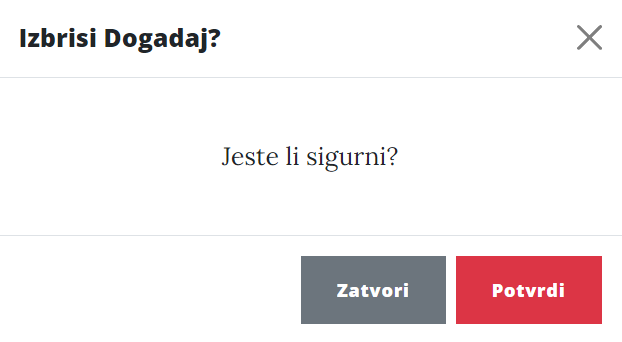 Izbrisi Dogadaj?
Jeste li sigurni?
Zatvori
Potvrdi